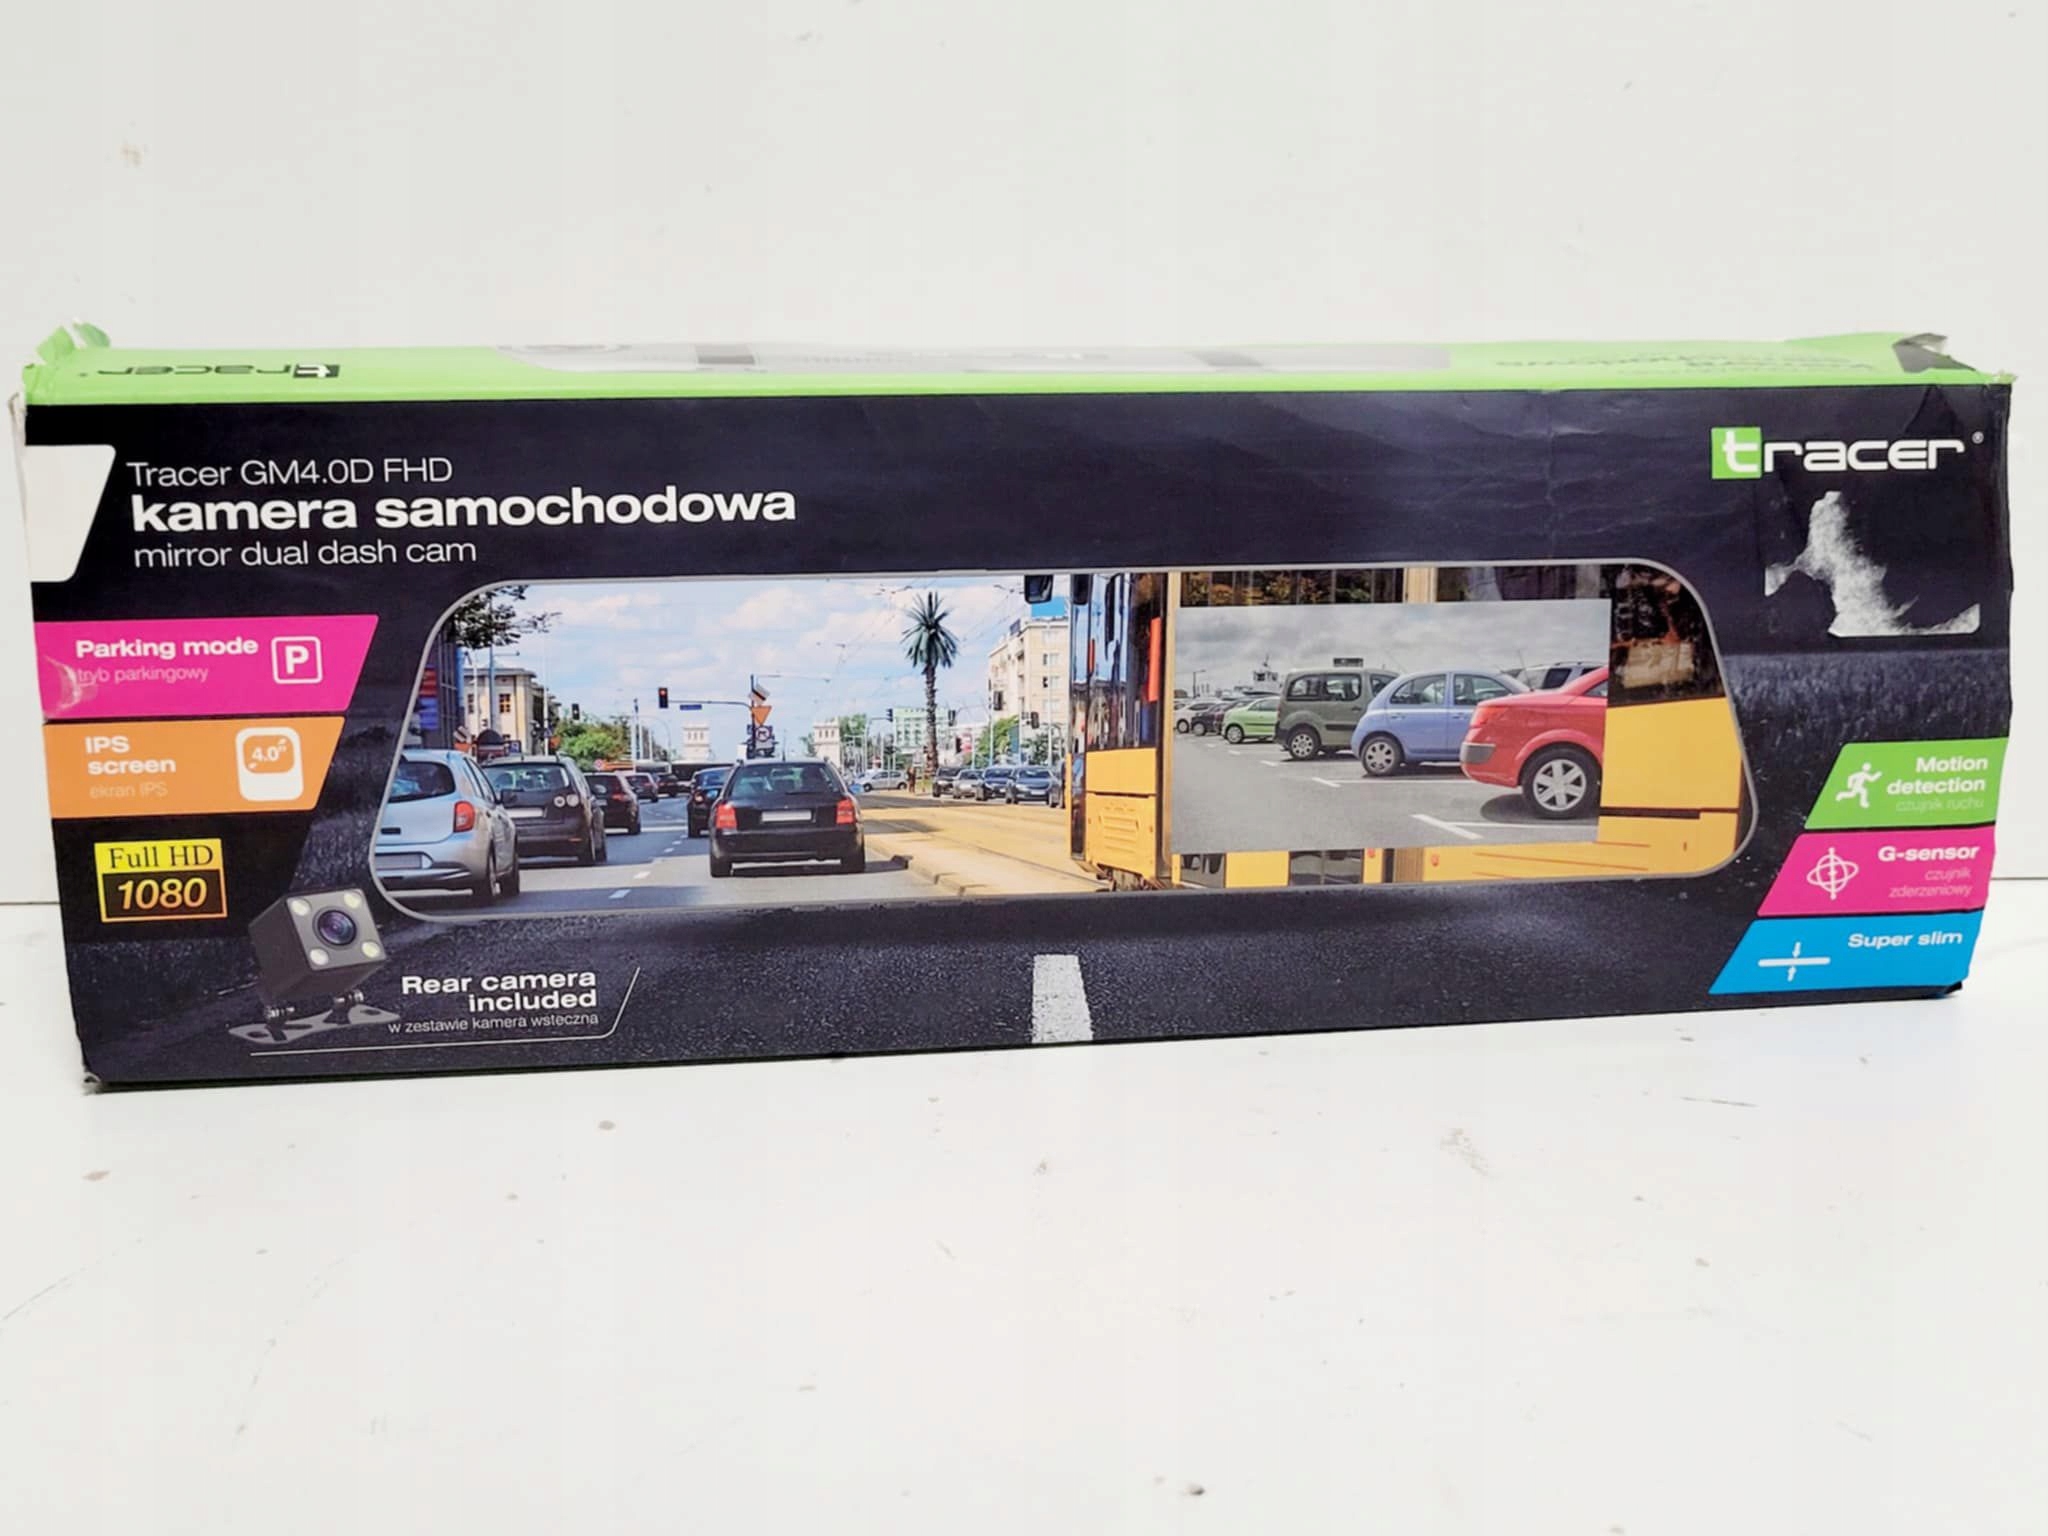 tracer
Tracer GM4.0D FHD
kamera samochodowa
mirror dual dash cam
tracer®
Parking mode
P
tryb parkingowy
IPS
screen
ekran IPS
4.0"
Full HD
1080
Rear camera
included
w zestawie kamera wsteczna
Motion
detection
czujnik ruchu
G-sensor
czujnik
zderzeniowy
Super slim